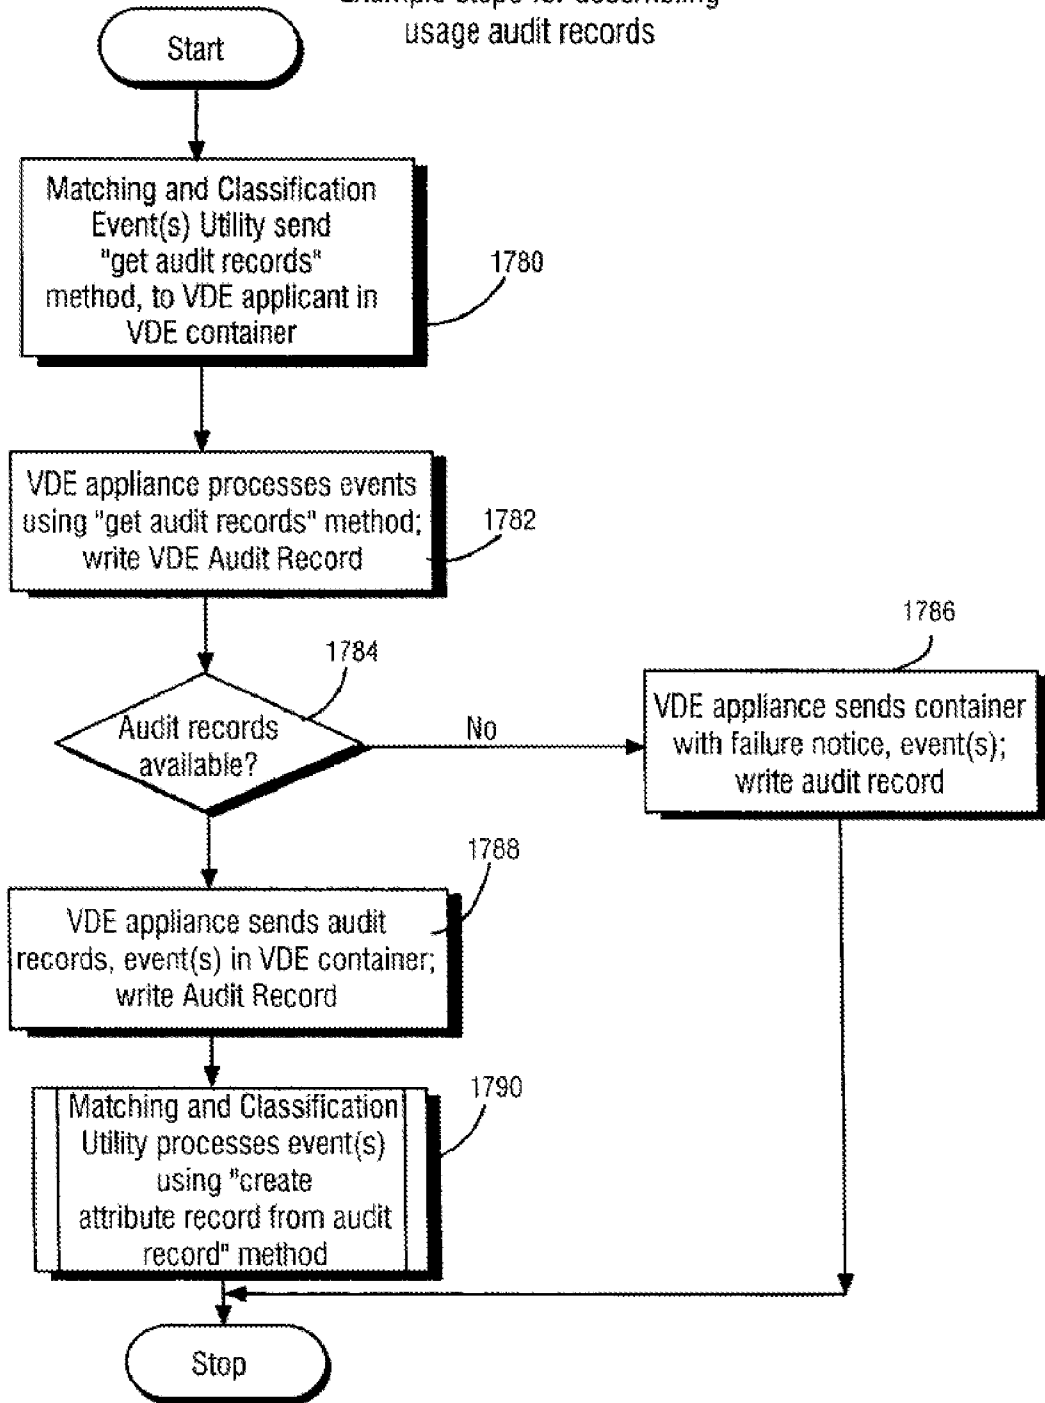 Example steps for assembling
usage audit records
Start
Matching and Classification
Event(s) Utility send
"get audit records"
method, to VDE applicant in
VDE container
1780
VDE appliance processes events
using "get audit records" method;
write VDE Audit Record
1782
1784
Audit records
available?
No
1786
VDE appliance sends container
with failure notice, event(s);
write audit record
1788
VDE appliance sends audit
records, event(s) in VDE container;
write Audit Record
1790
Matching and Classification
Utility processes event(s)
using "create
attribute record from audit
record" method
Stop